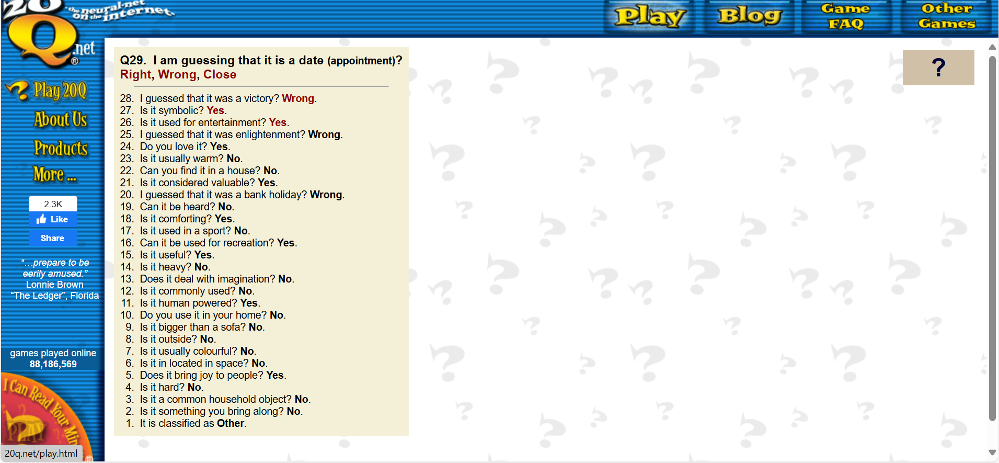 20
Q
.net
®
the neural-net
on the internet.
Play
Blog
Game
FAQ
Other
Games
Play 20Q
About Us
Products
More ...
2.3K
Like
Share
“...prepare to be
eerily amused.”
Lonnie Brown
“The Ledger”, Florida
games played online
88,186,569
I Can Read Your Min
PLAY
®
20q.net/play.html
Q29. I am guessing that it is a date (appointment)?
Right, Wrong, Close
28. I guessed that it was a victory? Wrong.
27. Is it symbolic? Yes.
26. Is it used for entertainment? Yes.
25. I guessed that it was enlightenment? Wrong.
24. Do you love it? Yes.
23. Is it usually warm? No.
22. Can you find it in a house? No.
21. Is it considered valuable? Yes.
20. I guessed that it was a bank holiday? Wrong.
19. Can it be heard? No.
18. Is it comforting? Yes.
17. Is it used in a sport? No.
16. Can it be used for recreation? Yes.
15. Is it useful? Yes.
14. Is it heavy? No.
13. Does it deal with imagination? No.
12. Is it commonly used? No.
11. Is it human powered? Yes.
10. Do you use it in your home? No.
9. Is it bigger than a sofa? No.
8. Is it outside? No.
7. Is it usually colourful? No.
6. Is it in located in space? No.
5. Does it bring joy to people? Yes.
4. Is it hard? No.
3. Is it a common household object? No.
2. Is it something you bring along? No.
1. It is classified as Other.
?